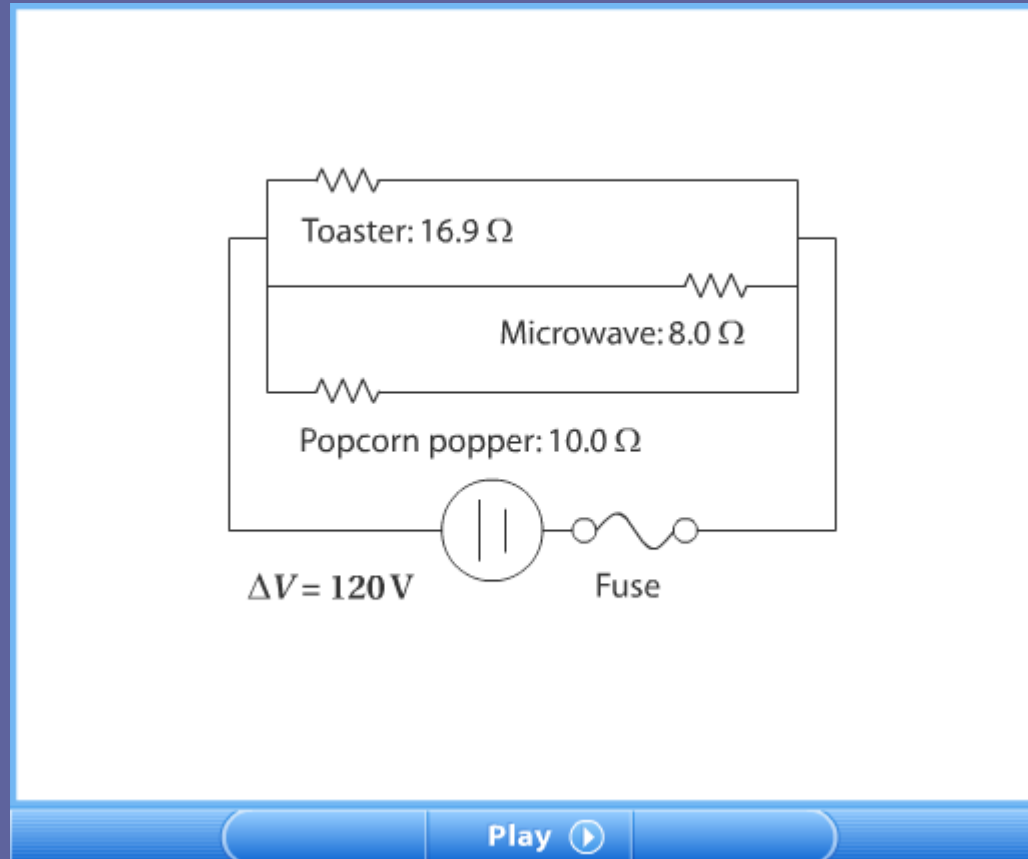 Toaster: 16.9 Ω
Microwave: 8.0 Ω
Popcorn popper: 10.0 Ω
ΔV = 120 V
Fuse
Play